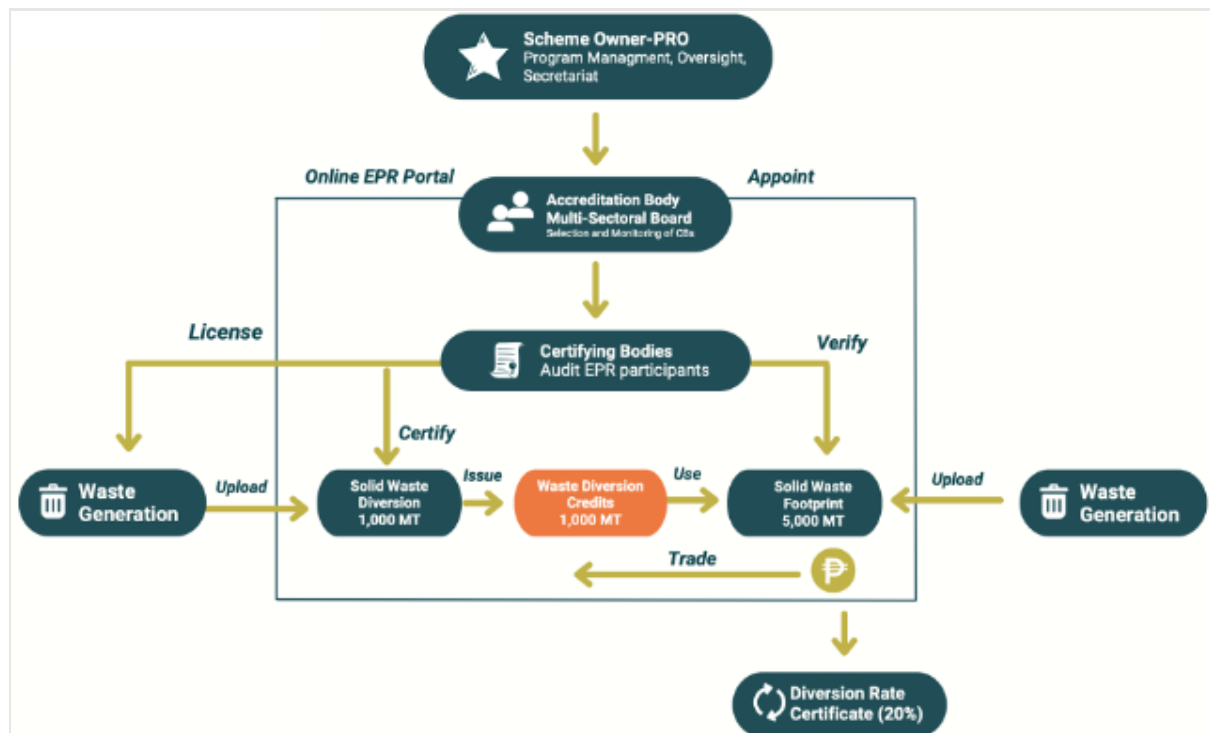 Scheme Owner-PRO
Program Managment, Oversight,
Secretariat
Online EPR Portal
Appoint
Accreditation Body
Multi-Sectoral Board
Selection and Monitoring of CBs
License
Certifying Bodies
Audit EPR participants
Verify
Certify
Waste
Generation
Upload
Solid Waste
Diversion
1,000 MT
Issue
Waste Diversion
Credits
1,000 MT
Use
Solid Waste
Footprint
5,000 MT
Upload
Waste
Generation
Trade
₱
Diversion Rate
Certificate (20%)